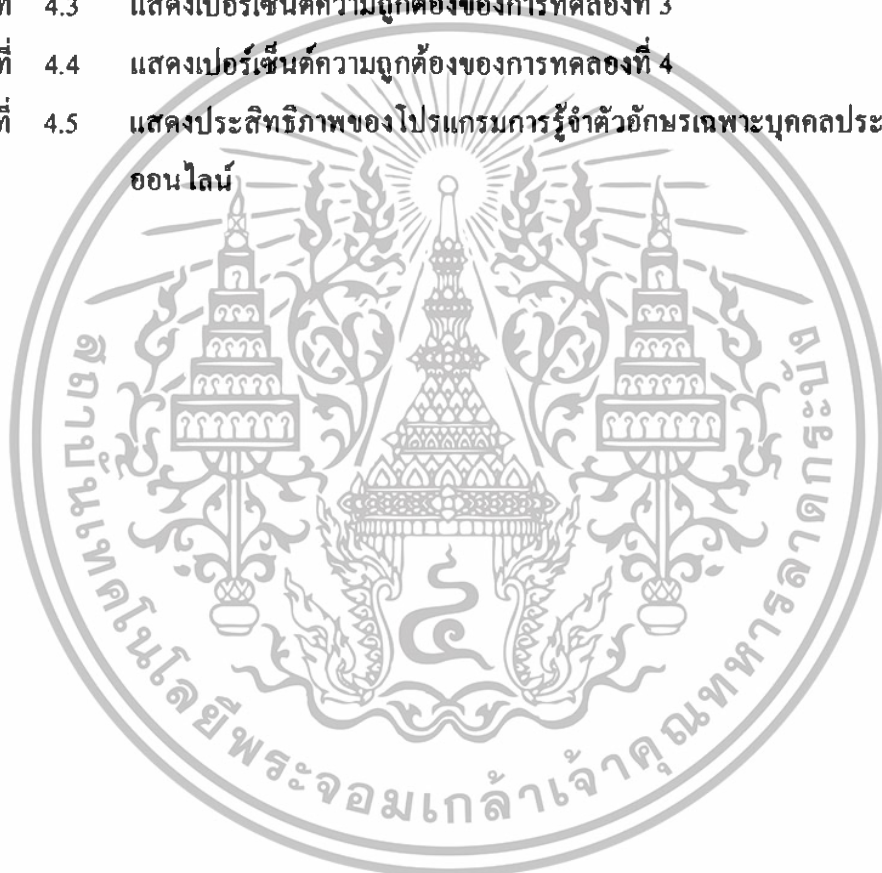 ที่ 4.3 แสดงเปอร์เซ็นต์ความถูกต้องของการทดลองที่ 3
ที่ 4.4 แสดงเปอร์เซ็นต์ความถูกต้องของการทดลองที่ 4
ที่ 4.5 แสดงประสิทธิภาพของโปรแกรมการรู้จำตัวอักษรเฉพาะบุคคลประ
ออนไลน์
สถาบันเทคโนโลยีพระจอมเกล้าเจ้าคุณทหารลาดกระบัง
๔